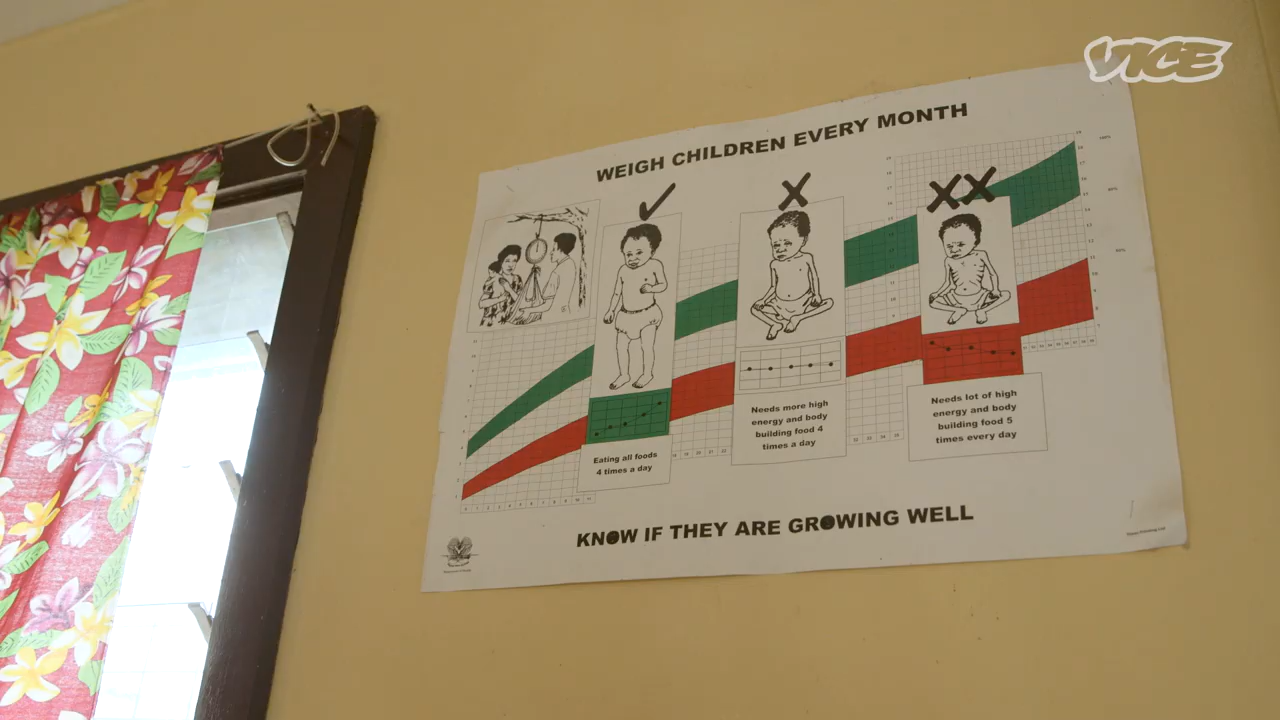 VICE
WEIGH CHILDREN EVERY MONTH
Eating all foods
4 times a day
Needs more high
energy and body
building food 4
times a day
Needs lot of high
energy and body
building food 5
times every day
KNOW IF THEY ARE GROWING WELL